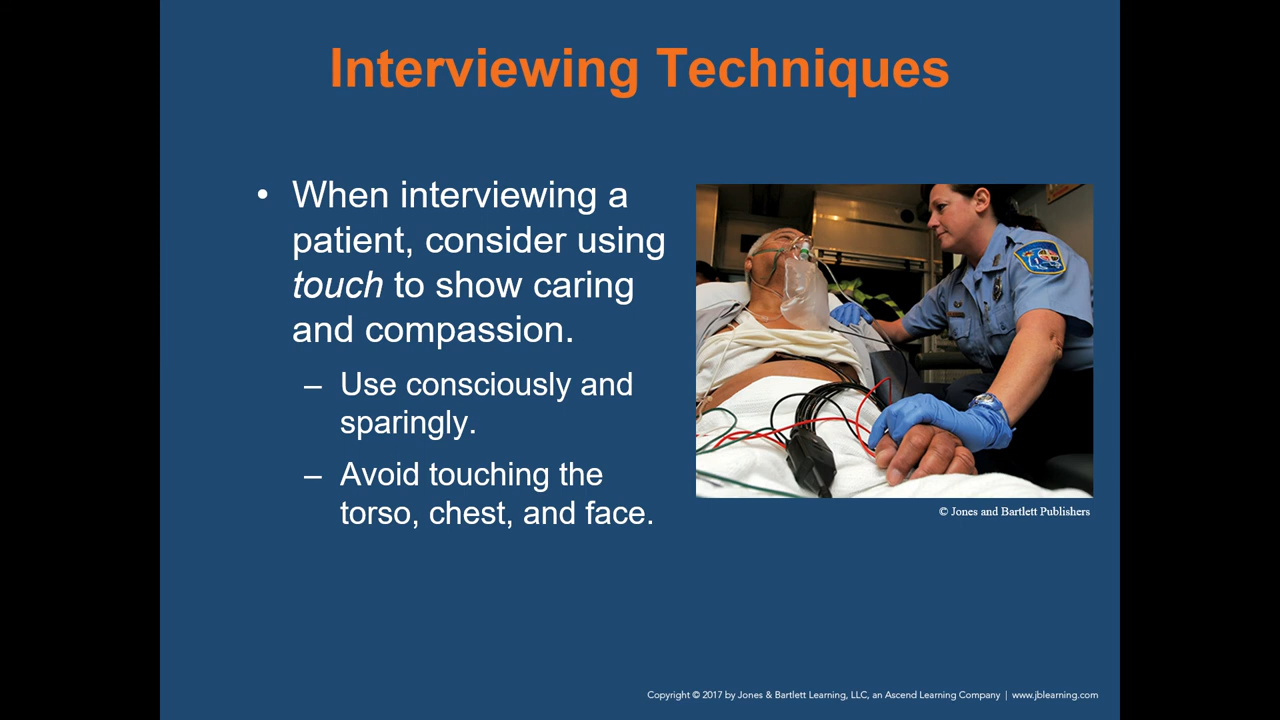 Interviewing Techniques
• When interviewing a
patient, consider using
touch to show caring
and compassion.
– Use consciously and
sparingly.
– Avoid touching the
torso, chest, and face.
© Jones and Bartlett Publishers
Copyright © 2017 by Jones & Bartlett Learning, LLC, an Ascend Learning Company | www.jblearning.com